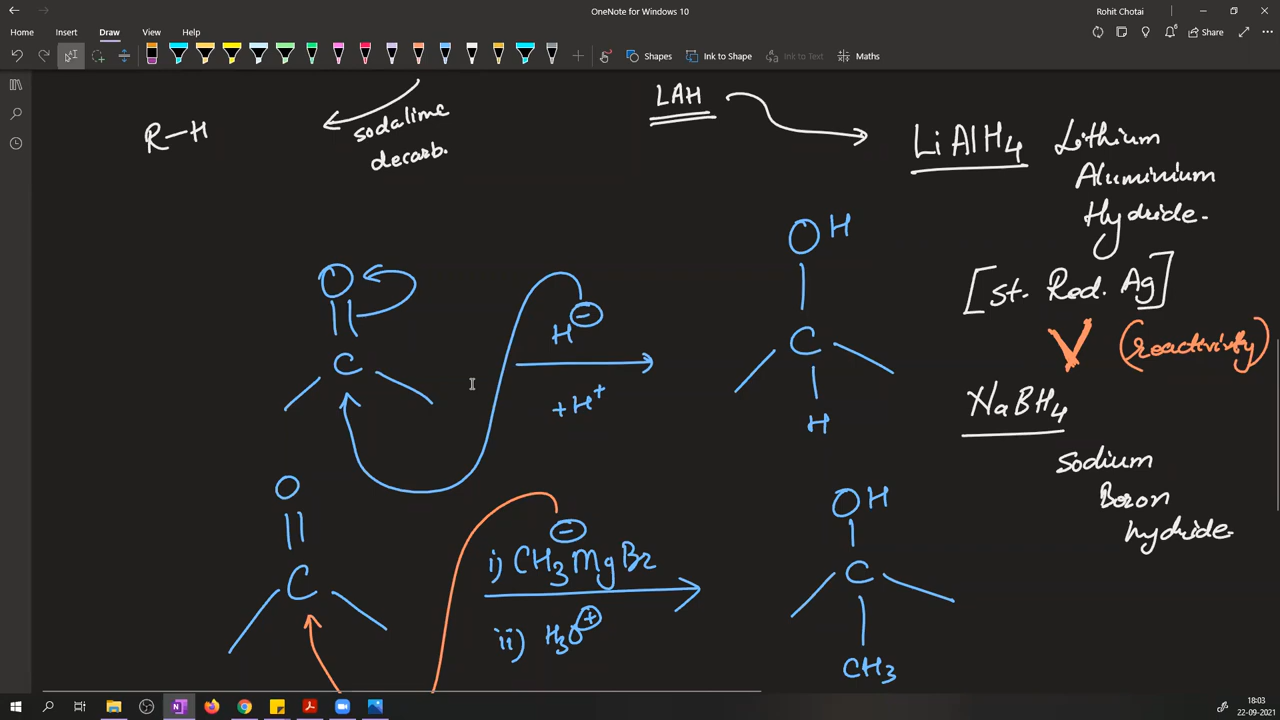 OneNote for Windows 10
Rohit Chotai
Home Insert Draw View Help
Share
Shapes Ink to Shape Ink to Text Maths
R-H
sodalime
decarb.
LAH
LiAlH4
Lithium
Aluminium
Hydride.
[St. Red. Ag]
(reactivity)
NaBH4
Sodium
Boron
hydride.
O
||
C
H⊖
+H+
OH
C
H
O
||
C
⊖
i) CH3MgBr
ii) H3O⊕
OH
C
CH3
18:03
22-09-2021